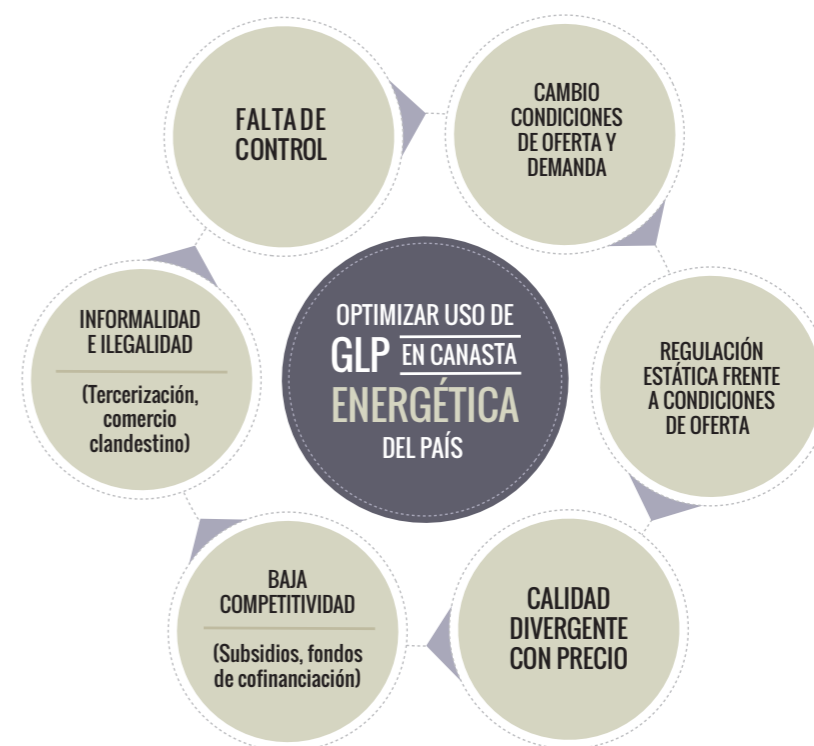 FALTA DE
CONTROL
CAMBIO
CONDICIONES
DE OFERTA Y
DEMANDA
REGULACIÓN
ESTÁTICA FRENTE
A CONDICIONES
DE OFERTA
CALIDAD
DIVERGENTE
CON PRECIO
BAJA
COMPETITIVIDAD
(Subsidios, fondos
de cofinanciación)
INFORMALIDAD
E ILEGALIDAD
(Tercerización,
comercio
clandestino)
OPTIMIZAR USO DE
GLP EN CANASTA
ENERGÉTICA
DEL PAÍS